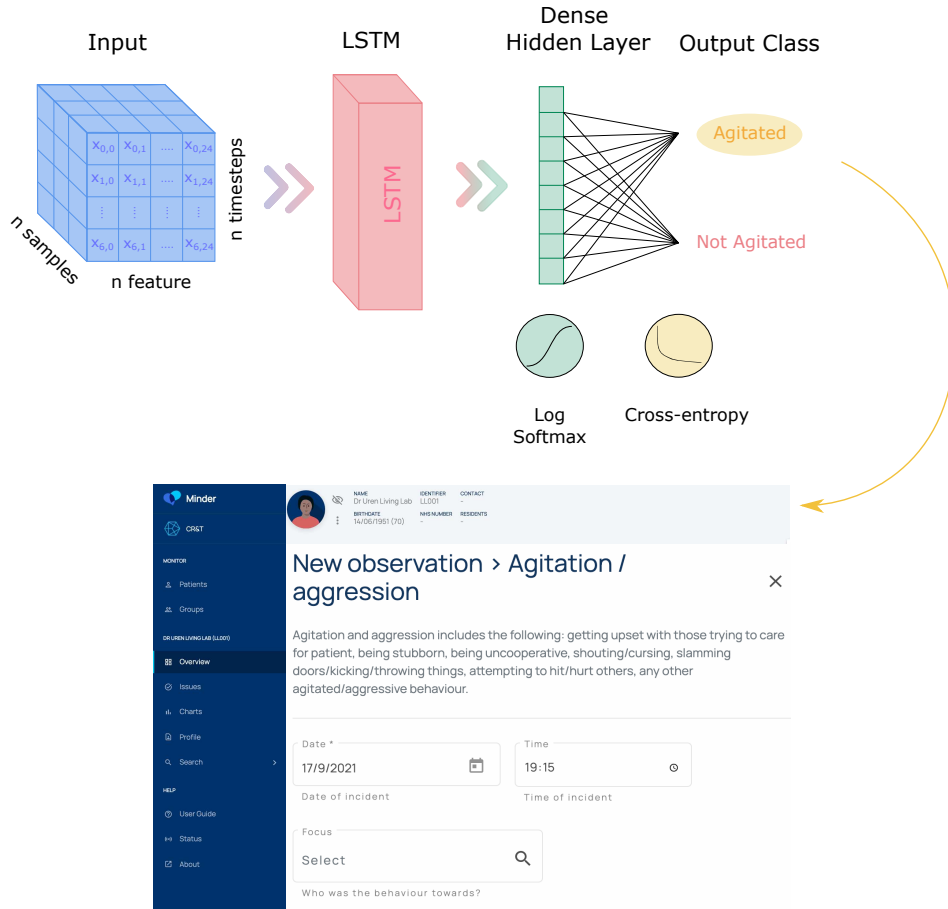 Input
LSTM
Dense
Hidden Layer
Output Class
x0,0 x0,1 .... x0,24
x1,0 x1,1 .... x1,24
⋮ ⋮ ⋮ ⋮
x6,0 x6,1 .... x6,24
n samples
n feature
n timesteps
LSTM
Agitated
Not Agitated
Log
Softmax
Cross-entropy
Minder
CR&T
MONITOR
Patients
Groups
DR UREN LIVING LAB (LL001)
Overview
Issues
Charts
Profile
Search
HELP
User Guide
Status
About
NAME IDENTIFIER CONTACT
Dr Uren Living Lab LL001 -
BIRTHDATE NHS NUMBER RESIDENTS
14/06/1951 (70) - -
New observation > Agitation /
aggression
Agitation and aggression includes the following: getting upset with those trying to care
for patient, being stubborn, being uncooperative, shouting/cursing, slamming
doors/kicking/throwing things, attempting to hit/hurt others, any other
agitated/aggressive behaviour.
Date * Time
17/9/2021 19:15
Date of incident Time of incident
Focus
Select
Who was the behaviour towards?